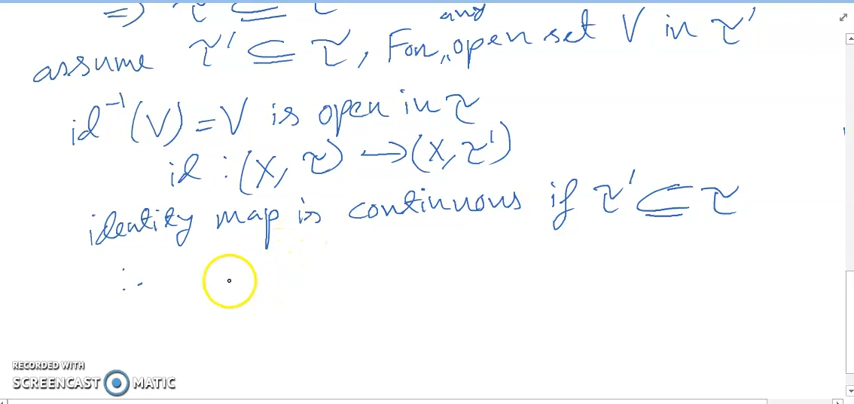 and
assume τ' ⊆ τ, For open set V in τ'
id⁻¹(V) = V is open in τ
id : (X, τ) → (X, τ')
identity map is continuous if τ' ⊆ τ
∴
RECORDED WITH
SCREENCAST MATIC